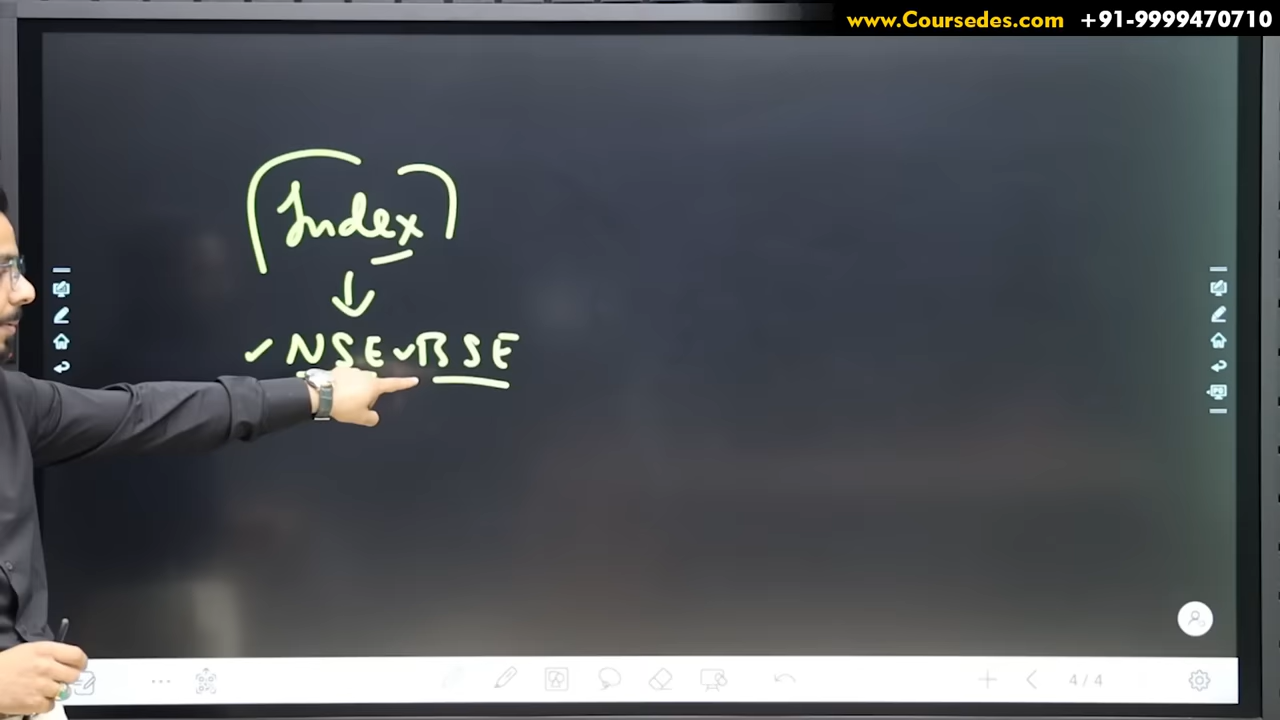 www.Coursedes.com +91-9999470710
Index
↓
✓ NSE ✓ BSE
4 / 4